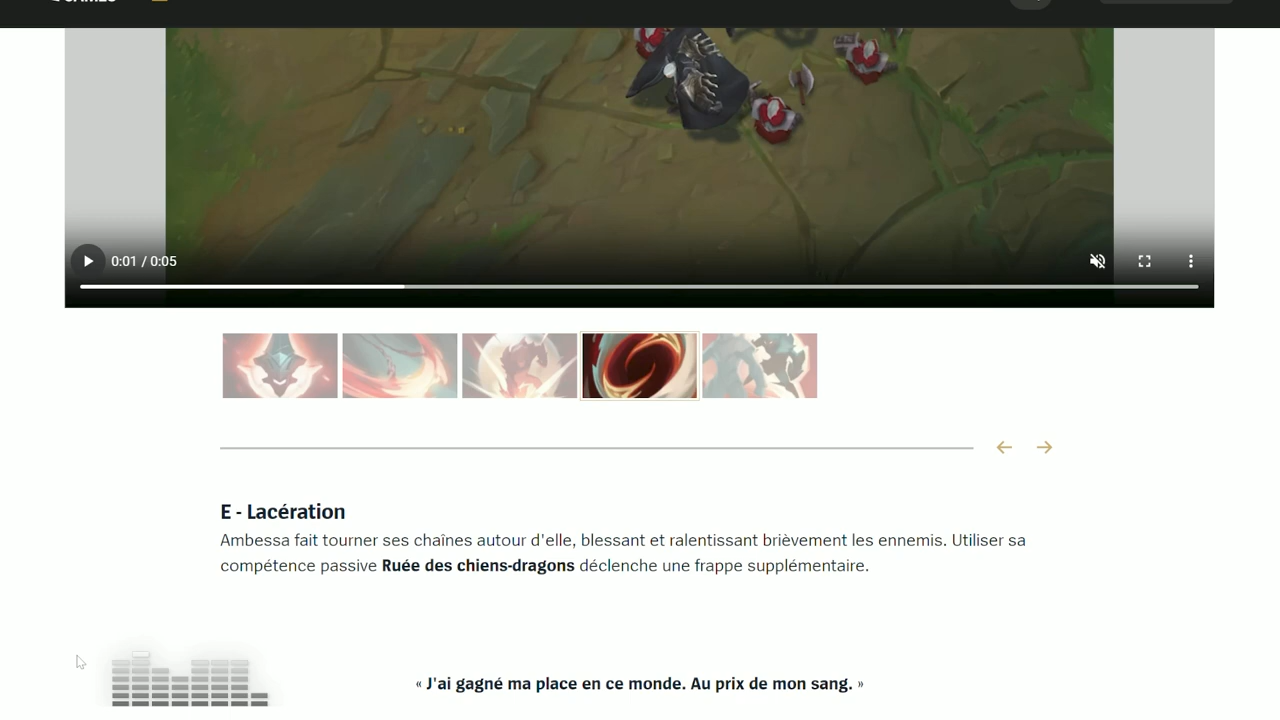 0:01 / 0:05
E - Lacération
Ambessa fait tourner ses chaînes autour d'elle, blessant et ralentissant brièvement les ennemis. Utiliser sa
compétence passive Ruée des chiens-dragons déclenche une frappe supplémentaire.
« J'ai gagné ma place en ce monde. Au prix de mon sang. »